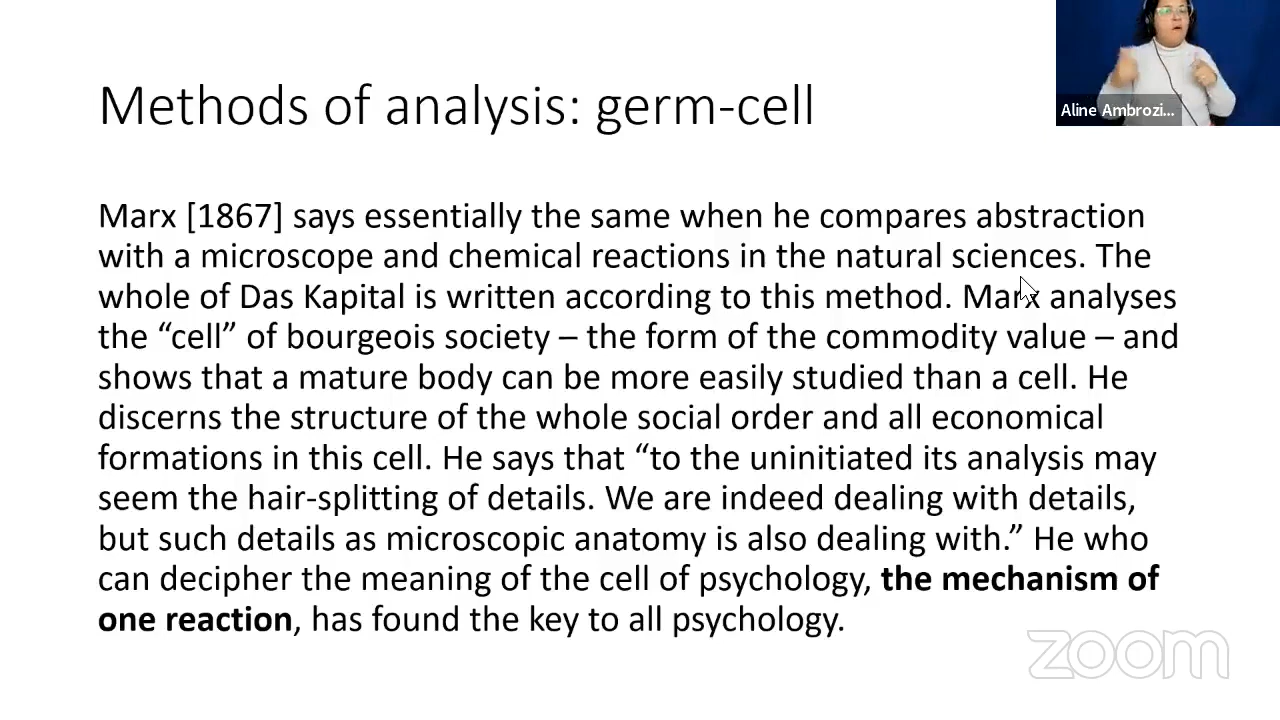 Aline Ambrozi...
Methods of analysis: germ-cell
Marx [1867] says essentially the same when he compares abstraction
with a microscope and chemical reactions in the natural sciences. The
whole of Das Kapital is written according to this method. Marx analyses
the “cell” of bourgeois society – the form of the commodity value – and
shows that a mature body can be more easily studied than a cell. He
discerns the structure of the whole social order and all economical
formations in this cell. He says that “to the uninitiated its analysis may
seem the hair-splitting of details. We are indeed dealing with details,
but such details as microscopic anatomy is also dealing with.” He who
can decipher the meaning of the cell of psychology, the mechanism of
one reaction, has found the key to all psychology.
zoom